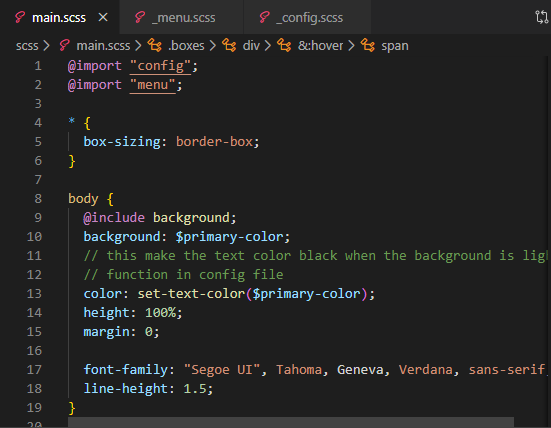 main.scss × _menu.scss _config.scss
scss > main.scss > .boxes > div > &:hover > span
1 @import "config";
2 @import "menu";
3
4 * {
5 box-sizing: border-box;
6 }
7
8 body {
9 @include background;
10 background: $primary-color;
11 // this make the text color black when the background is lig
12 // function in config file
13 color: set-text-color($primary-color);
14 height: 100%;
15 margin: 0;
16
17 font-family: "Segoe UI", Tahoma, Geneva, Verdana, sans-serif
18 line-height: 1.5;
19 }
20